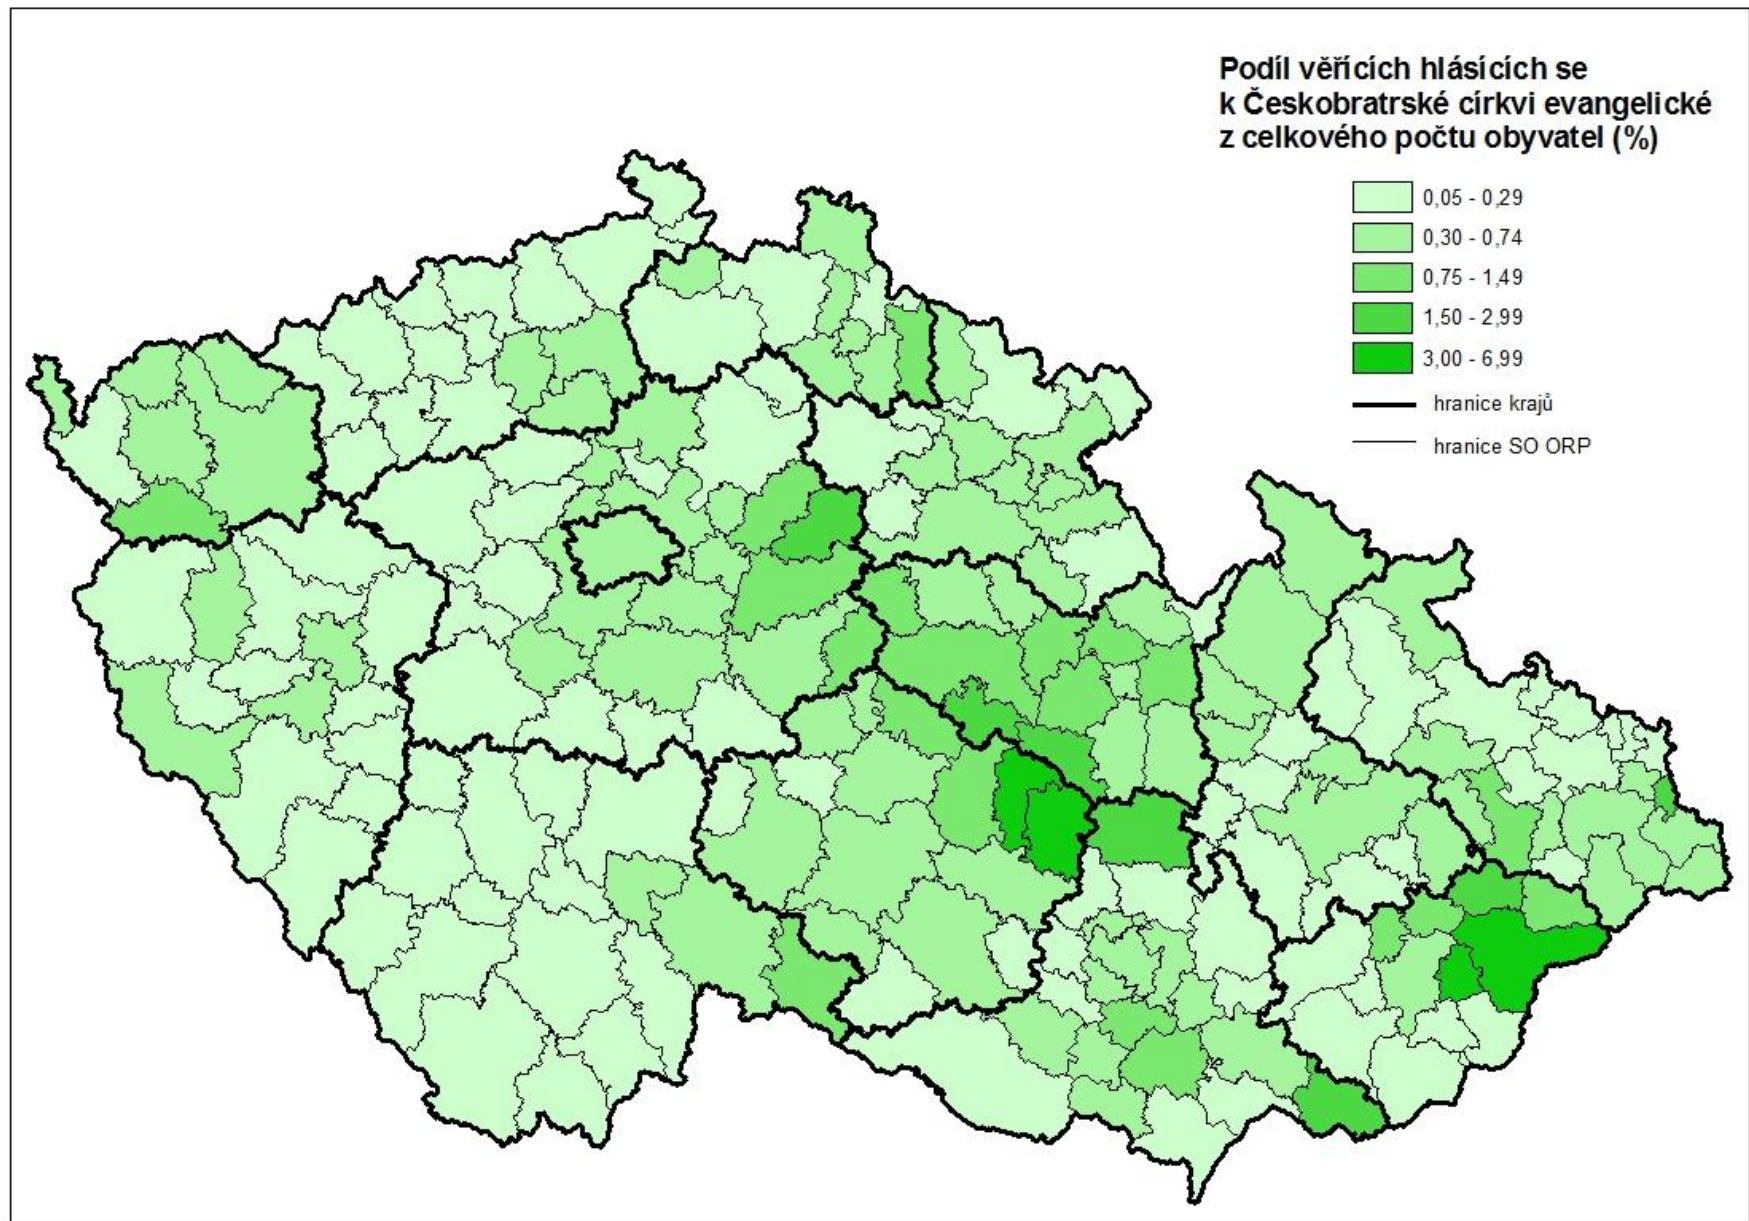 Podíl věřících hlásících se
k Českobratrské církvi evangelické
z celkového počtu obyvatel (%)
0,05 - 0,29
0,30 - 0,74
0,75 - 1,49
1,50 - 2,99
3,00 - 6,99
hranice krajů
hranice SO ORP